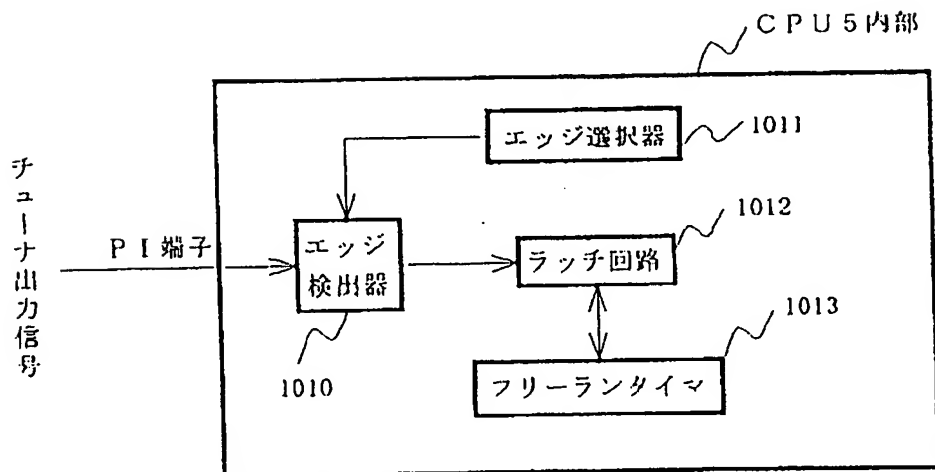 CPU5内部
エッジ選択器
1011
チューナ出力信号
PI端子
エッジ
検出器
1010
ラッチ回路
1012
1013
フリーランタイマ